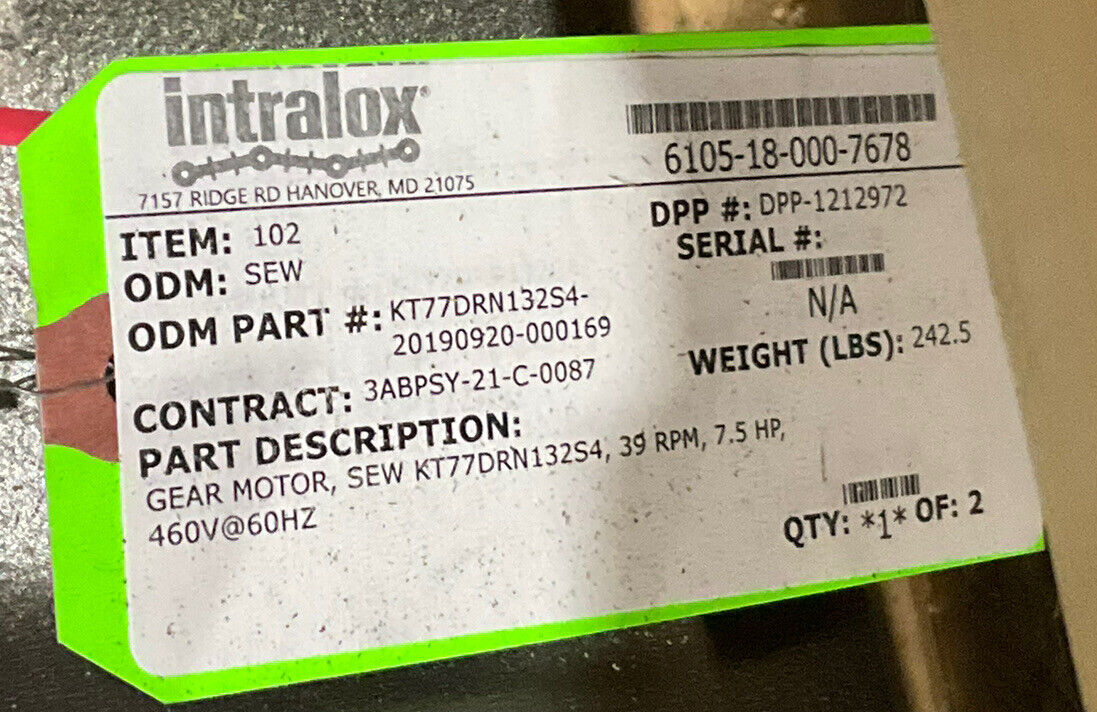 intralox
7157 RIDGE RD HANOVER, MD 21075
6105-18-000-7678
DPP #: DPP-1212972
SERIAL #:
N/A
WEIGHT (LBS): 242.5
ITEM: 102
ODM: SEW
ODM PART #: KT77DRN132S4-
20190920-000169
CONTRACT: 3ABPSY-21-C-0087
PART DESCRIPTION:
GEAR MOTOR, SEW KT77DRN132S4, 39 RPM, 7.5 HP,
460V@60HZ
QTY: *1* OF: 2